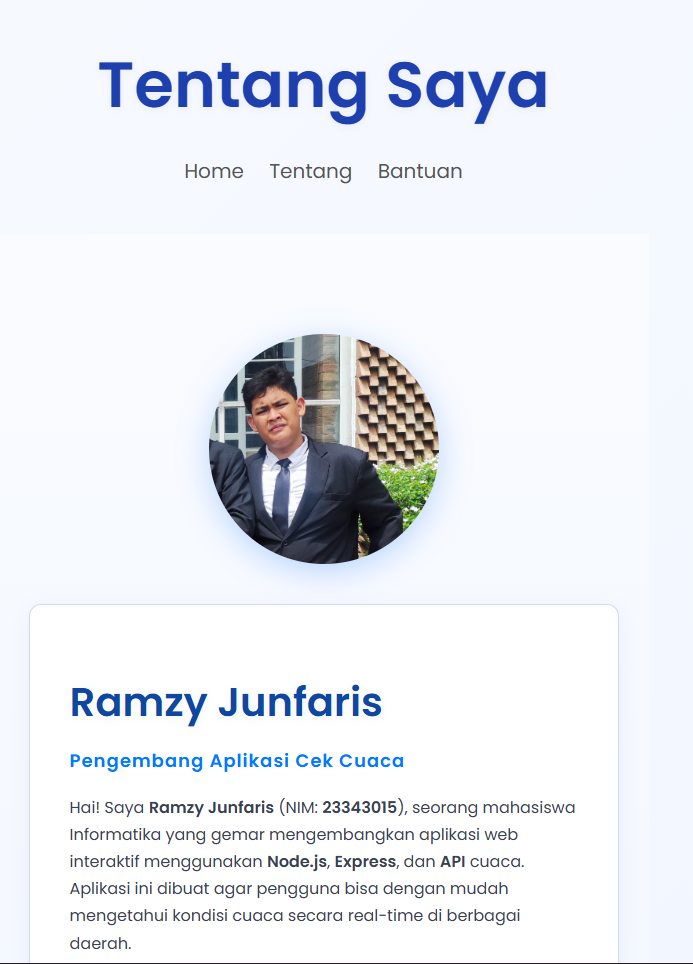 Tentang Saya
Home Tentang Bantuan
Ramzy Junfaris
Pengembang Aplikasi Cek Cuaca
Hai! Saya Ramzy Junfaris (NIM: 23343015), seorang mahasiswa
Informatika yang gemar mengembangkan aplikasi web
interaktif menggunakan Node.js, Express, dan API cuaca.
Aplikasi ini dibuat agar pengguna bisa dengan mudah
mengetahui kondisi cuaca secara real-time di berbagai
daerah.